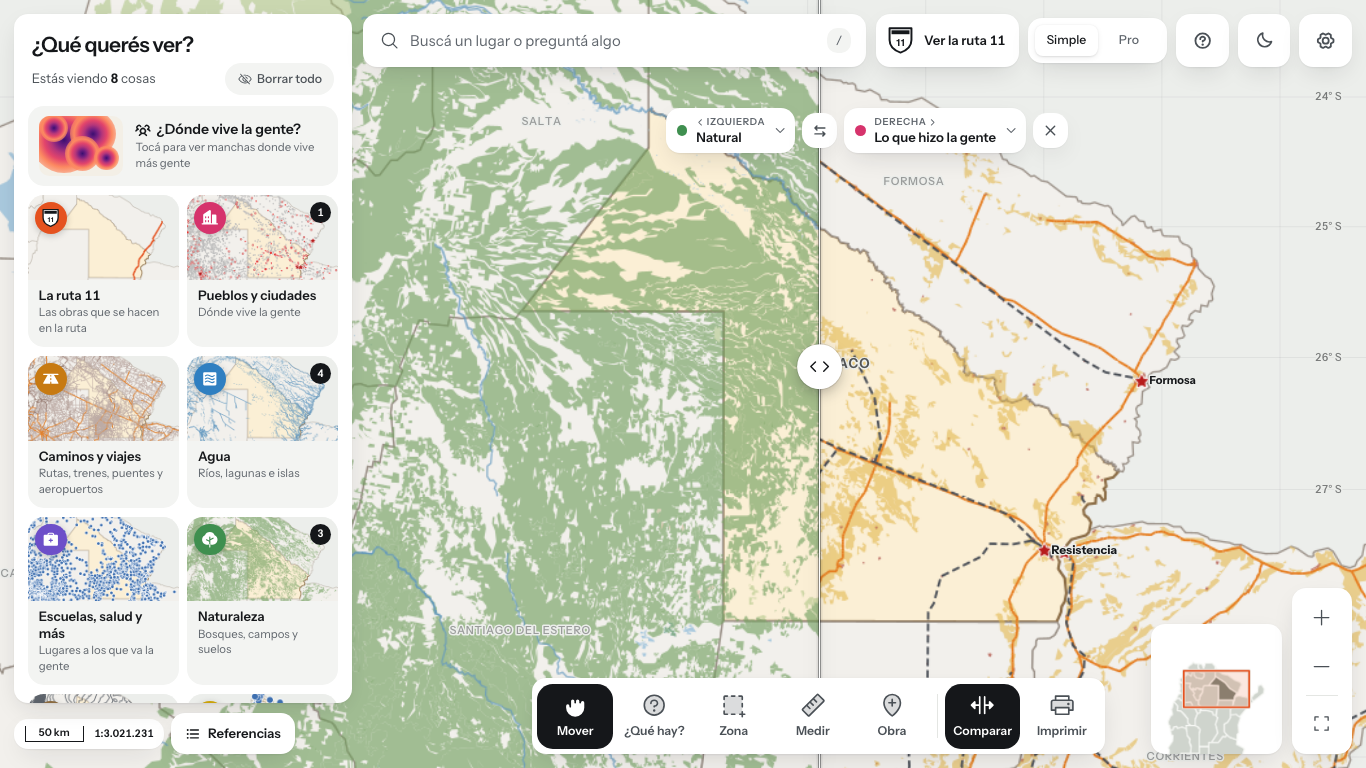 ¿Qué querés ver?
Estás viendo 8 cosas
Borrar todo
¿Dónde vive la gente?
Tocá para ver manchas donde vive
más gente
11
La ruta 11
Las obras que se hacen
en la ruta
1
Pueblos y ciudades
Dónde vive la gente
Caminos y viajes
Rutas, trenes, puentes y
aeropuertos
4
Agua
Ríos, lagunas e islas
Escuelas, salud y
más
Lugares a los que va la
gente
3
Naturaleza
Bosques, campos y
suelos
50 km
1:3.021.231
Referencias
Buscá un lugar o preguntá algo
/
11
Ver la ruta 11
Simple
Pro
IZQUIERDA
Natural
DERECHA
Lo que hizo la gente
SALTA
FORMOSA
24° S
25° S
26° S
27° S
ACO
Formosa
Resistencia
SANTIAGO DEL ESTERO
CORRIENTES
Mover
¿Qué hay?
Zona
Medir
Obra
Comparar
Imprimir